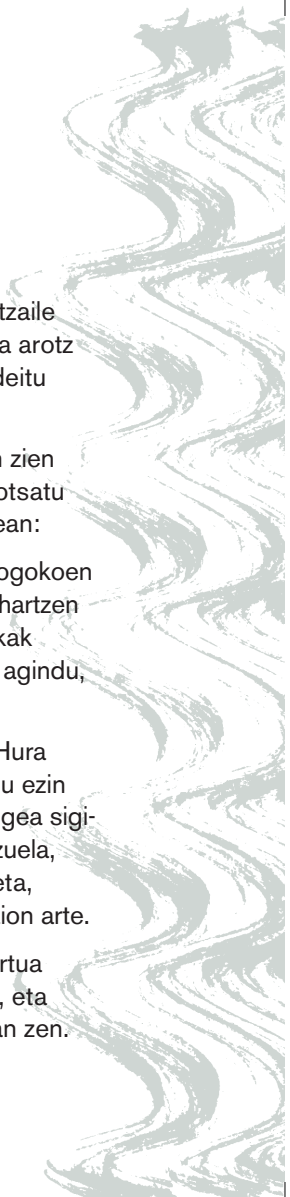 tzaile
a arotz
deitu
zien
otsatu
ean:
ogokoen
hartzen
kak
agindu,
Hura
u ezin
gea sigi-
zuela,
eta,
ion arte.
rtua
, eta
an zen.